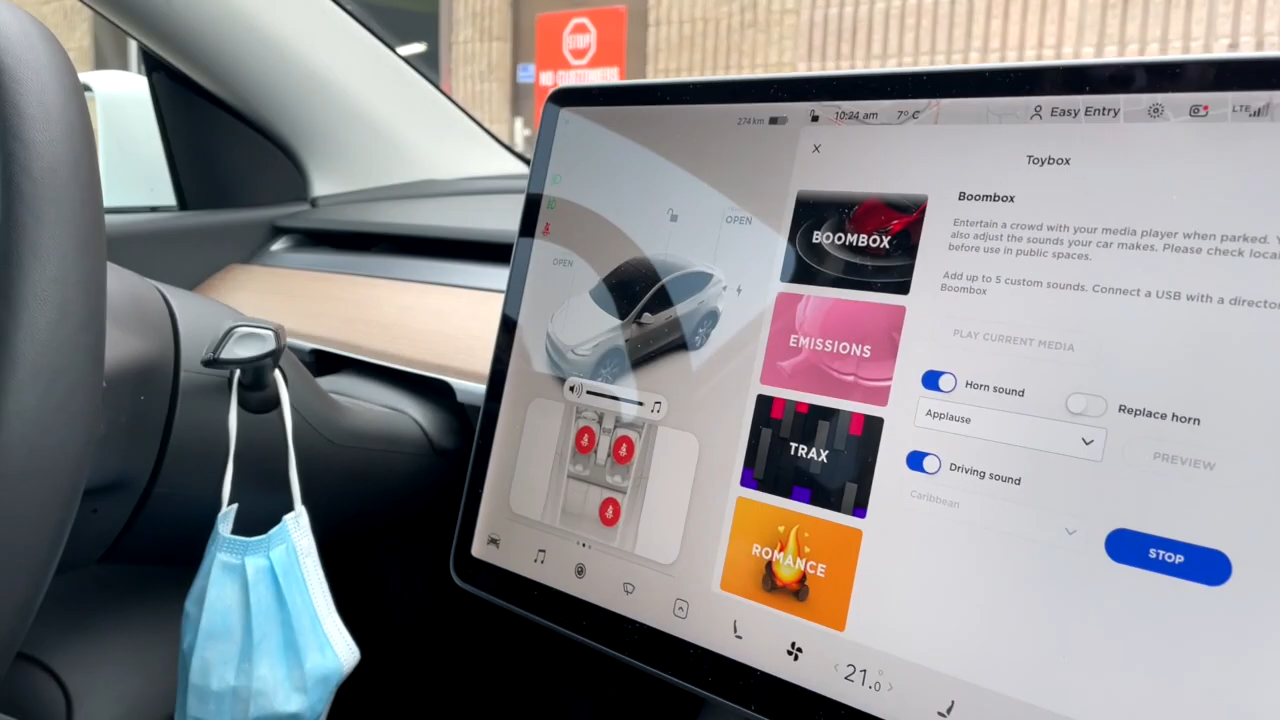 STOP
NO CUSTOMERS
274 km
10:24 am
7° C
Easy Entry
LTE
Toybox
OPEN
OPEN
BOOMBOX
EMISSIONS
TRAX
ROMANCE
Boombox
Entertain a crowd with your media player when parked.
also adjust the sounds your car makes. Please check local
before use in public spaces.
Add up to 5 custom sounds. Connect a USB with a director
Boombox
PLAY CURRENT MEDIA
Horn sound
Replace horn
Applause
PREVIEW
Driving sound
Caribbean
STOP
21.0